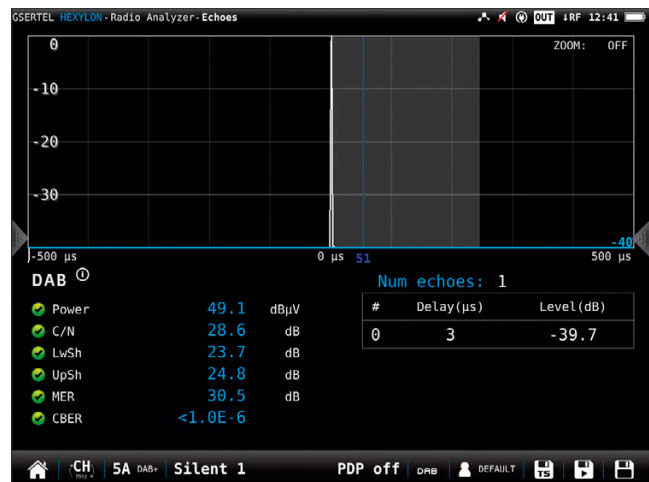 GSERTEL HEXYLON-Radio Analyzer-Echoes OUT ↓RF 12:41
0 ZOOM: OFF
-10
-20
-30
-40
-500 µs 0 µs 51 500 µs
DAB Num echoes: 1
# Delay(µs) Level(dB)
0 3 -39.7
Power 49.1 dBµV
C/N 28.6 dB
LwSh 23.7 dB
UpSh 24.8 dB
MER 30.5 dB
CBER <1.0E-6
CH MHz 5A DAB+ Silent 1 PDP off DAB DEFAULT TS